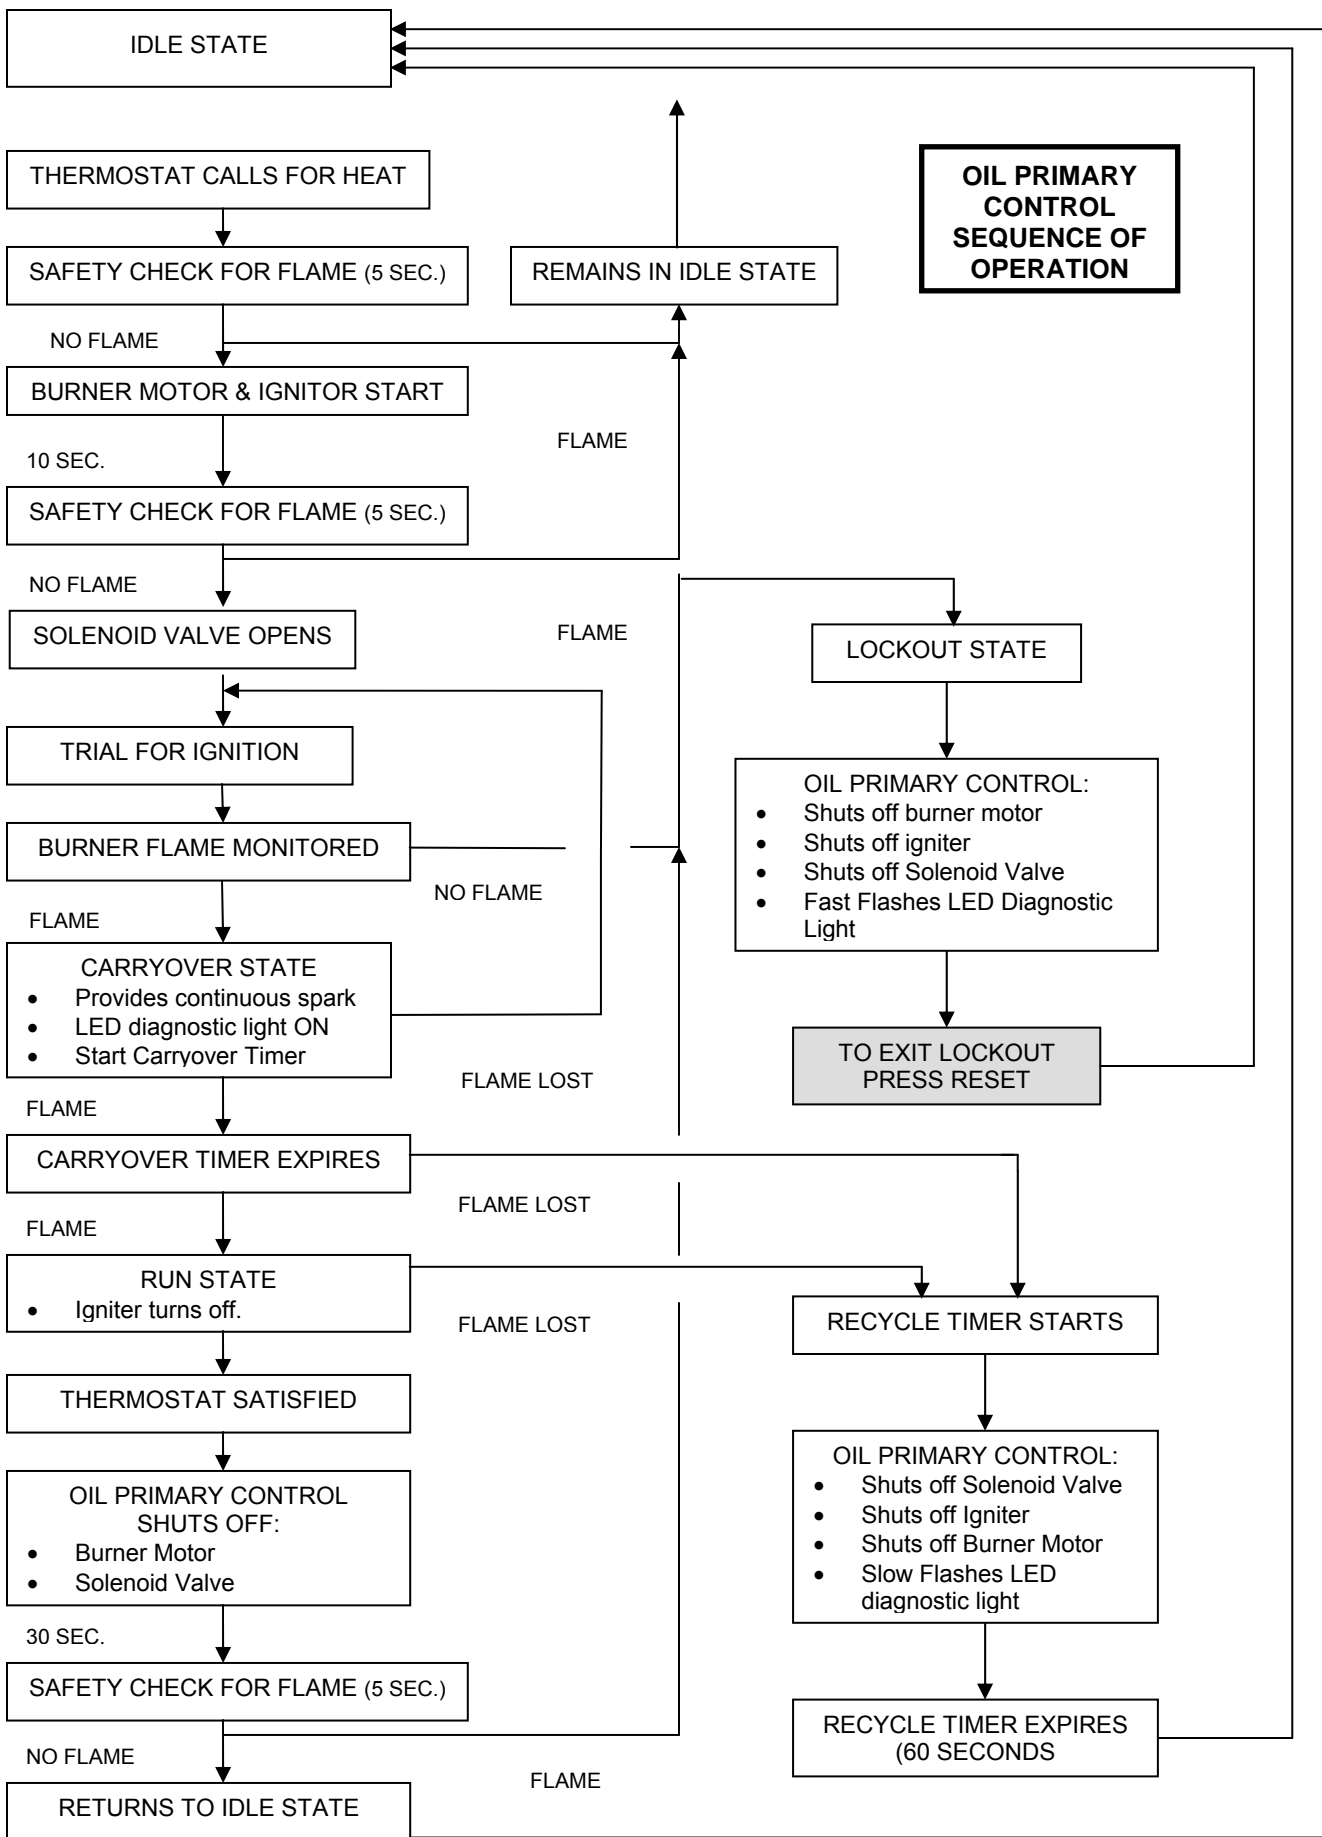 IDLE STATE
THERMOSTAT CALLS FOR HEAT
OIL PRIMARY
CONTROL
SEQUENCE OF
OPERATION
SAFETY CHECK FOR FLAME (5 SEC.)
REMAINS IN IDLE STATE
NO FLAME
BURNER MOTOR & IGNITOR START
FLAME
10 SEC.
SAFETY CHECK FOR FLAME (5 SEC.)
NO FLAME
SOLENOID VALVE OPENS
FLAME
LOCKOUT STATE
TRIAL FOR IGNITION
OIL PRIMARY CONTROL:
• Shuts off burner motor
• Shuts off igniter
• Shuts off Solenoid Valve
• Fast Flashes LED Diagnostic
Light
BURNER FLAME MONITORED
NO FLAME
FLAME
CARRYOVER STATE
• Provides continuous spark
• LED diagnostic light ON
• Start Carryover Timer
TO EXIT LOCKOUT
PRESS RESET
FLAME LOST
FLAME
CARRYOVER TIMER EXPIRES
FLAME LOST
FLAME
RUN STATE
• Igniter turns off.
FLAME LOST
RECYCLE TIMER STARTS
THERMOSTAT SATISFIED
OIL PRIMARY CONTROL
SHUTS OFF:
• Burner Motor
• Solenoid Valve
OIL PRIMARY CONTROL:
• Shuts off Solenoid Valve
• Shuts off Igniter
• Shuts off Burner Motor
• Slow Flashes LED
diagnostic light
30 SEC.
SAFETY CHECK FOR FLAME (5 SEC.)
RECYCLE TIMER EXPIRES
(60 SECONDS
NO FLAME
FLAME
RETURNS TO IDLE STATE